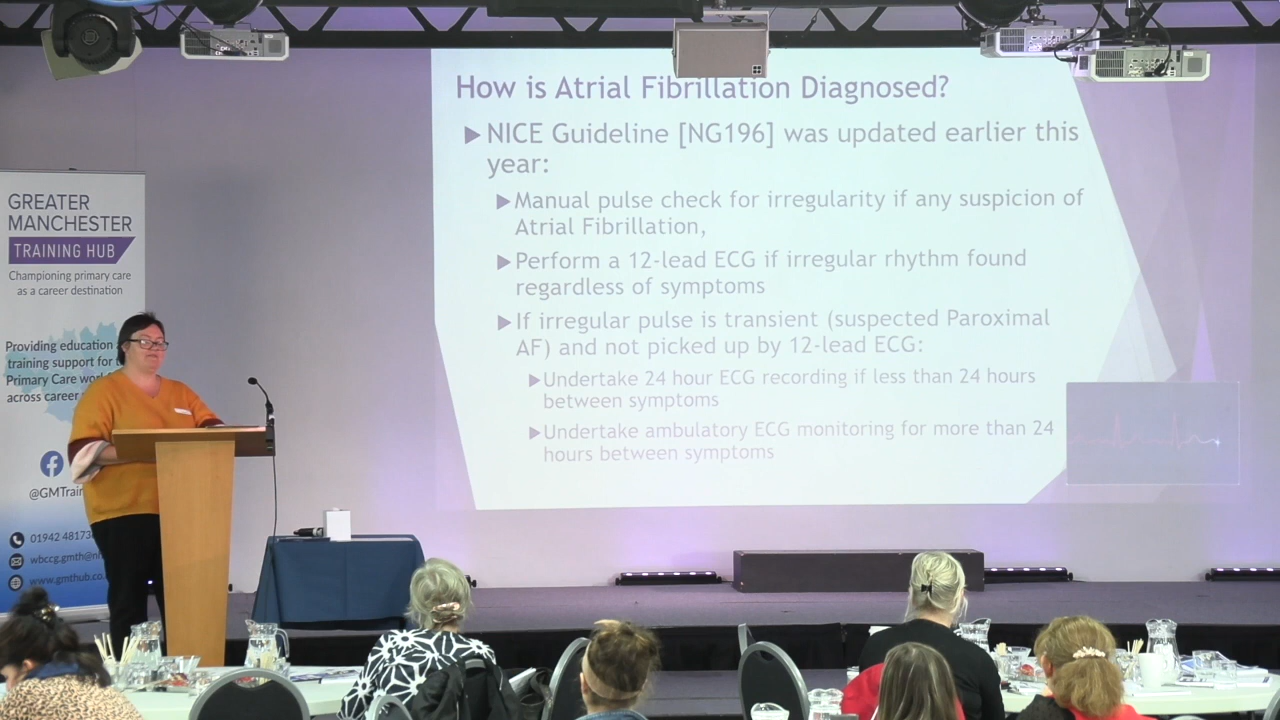 How is Atrial Fibrillation Diagnosed?
NICE Guideline [NG196] was updated earlier this
year:
Manual pulse check for irregularity if any suspicion of
Atrial Fibrillation,
Perform a 12-lead ECG if irregular rhythm found
regardless of symptoms
If irregular pulse is transient (suspected Paroximal
AF) and not picked up by 12-lead ECG:
Undertake 24 hour ECG recording if less than 24 hours
between symptoms
Undertake ambulatory ECG monitoring for more than 24
hours between symptoms
GREATER
MANCHESTER
TRAINING HUB
Championing primary care
as a career destination
Providing education
training support for
Primary Care
across career
@GMTrain
01942
wbccg.gmth@n
www.gmthub.co.